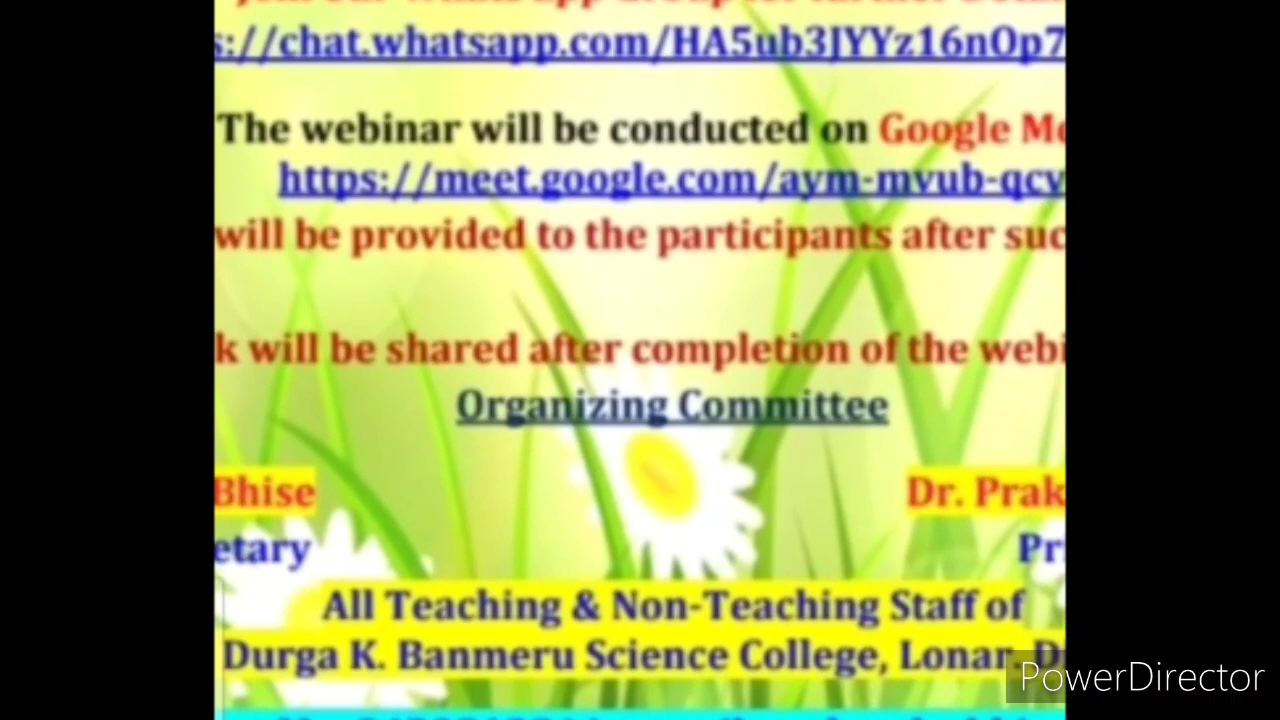 s://chat.whatsapp.com/HA5ub3JYYz16nOp7
The webinar will be conducted on Google Me
https://meet.google.com/aym-mvub-qcv
will be provided to the participants after suc
k will be shared after completion of the webi
Organizing Committee
Bhise
Dr. Prak
etary
Pri
All Teaching & Non-Teaching Staff of
Durga K. Banmeru Science College, Lonar. D
PowerDirector